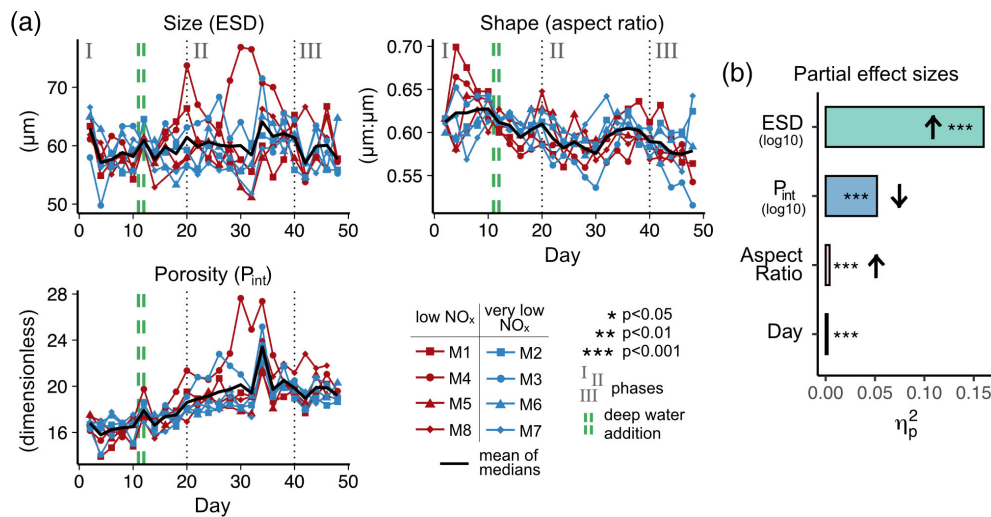 (a)
Size (ESD)
I
II
III
(µm)
70
60
50
0 10 20 30 40 50
Shape (aspect ratio)
I
II
III
(µm:µm)
0.70
0.65
0.60
0.55
0 10 20 30 40 50
Day
Porosity (Pint)
(dimensionless)
28
24
20
16
0 10 20 30 40 50
Day
low NOx
very low NOx
M1 M2
M4 M3
M5 M6
M8 M7
mean of
medians
* p<0.05
** p<0.01
*** p<0.001
I II III phases
deep water
addition
(b)
Partial effect sizes
ESD
(log10)
***
Pint
(log10)
***
Aspect
Ratio
***
Day
***
0.00 0.05 0.10 0.15
η²p